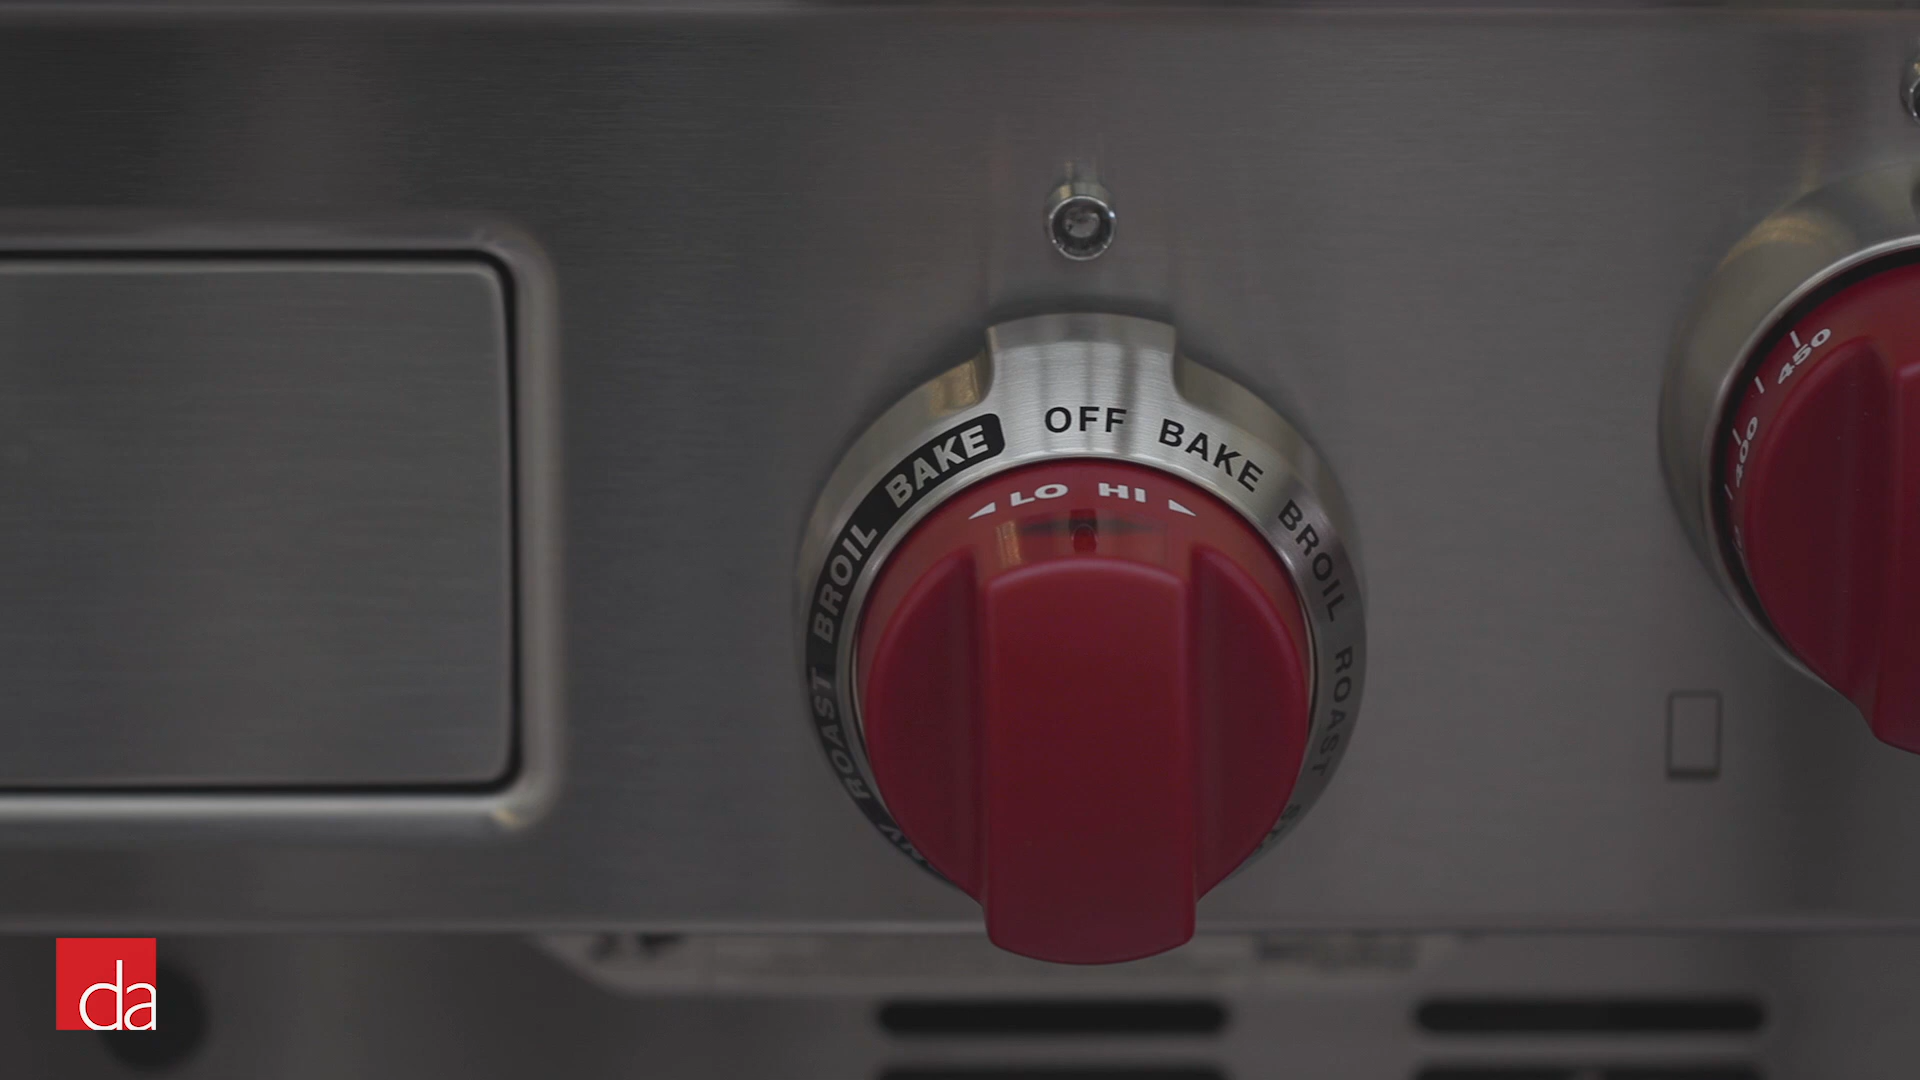 OFF
BAKE
BROIL
ROAST
BAKE
BROIL
ROAST
LO HI
450
400
da